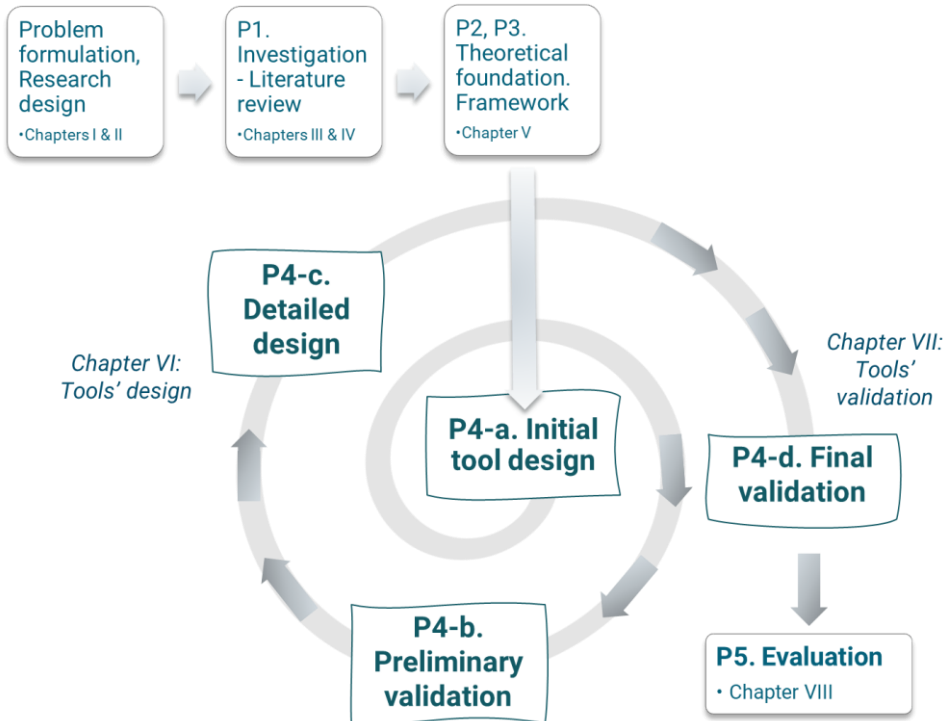 Problem
formulation,
Research
design
•Chapters I & II
P1.
Investigation
- Literature
review
•Chapters III & IV
P2, P3.
Theoretical
foundation.
Framework
•Chapter V
P4-c.
Detailed
design
Chapter VI:
Tools' design
Chapter VII:
Tools'
validation
P4-a. Initial
tool design
P4-d. Final
validation
P4-b.
Preliminary
validation
P5. Evaluation
• Chapter VIII